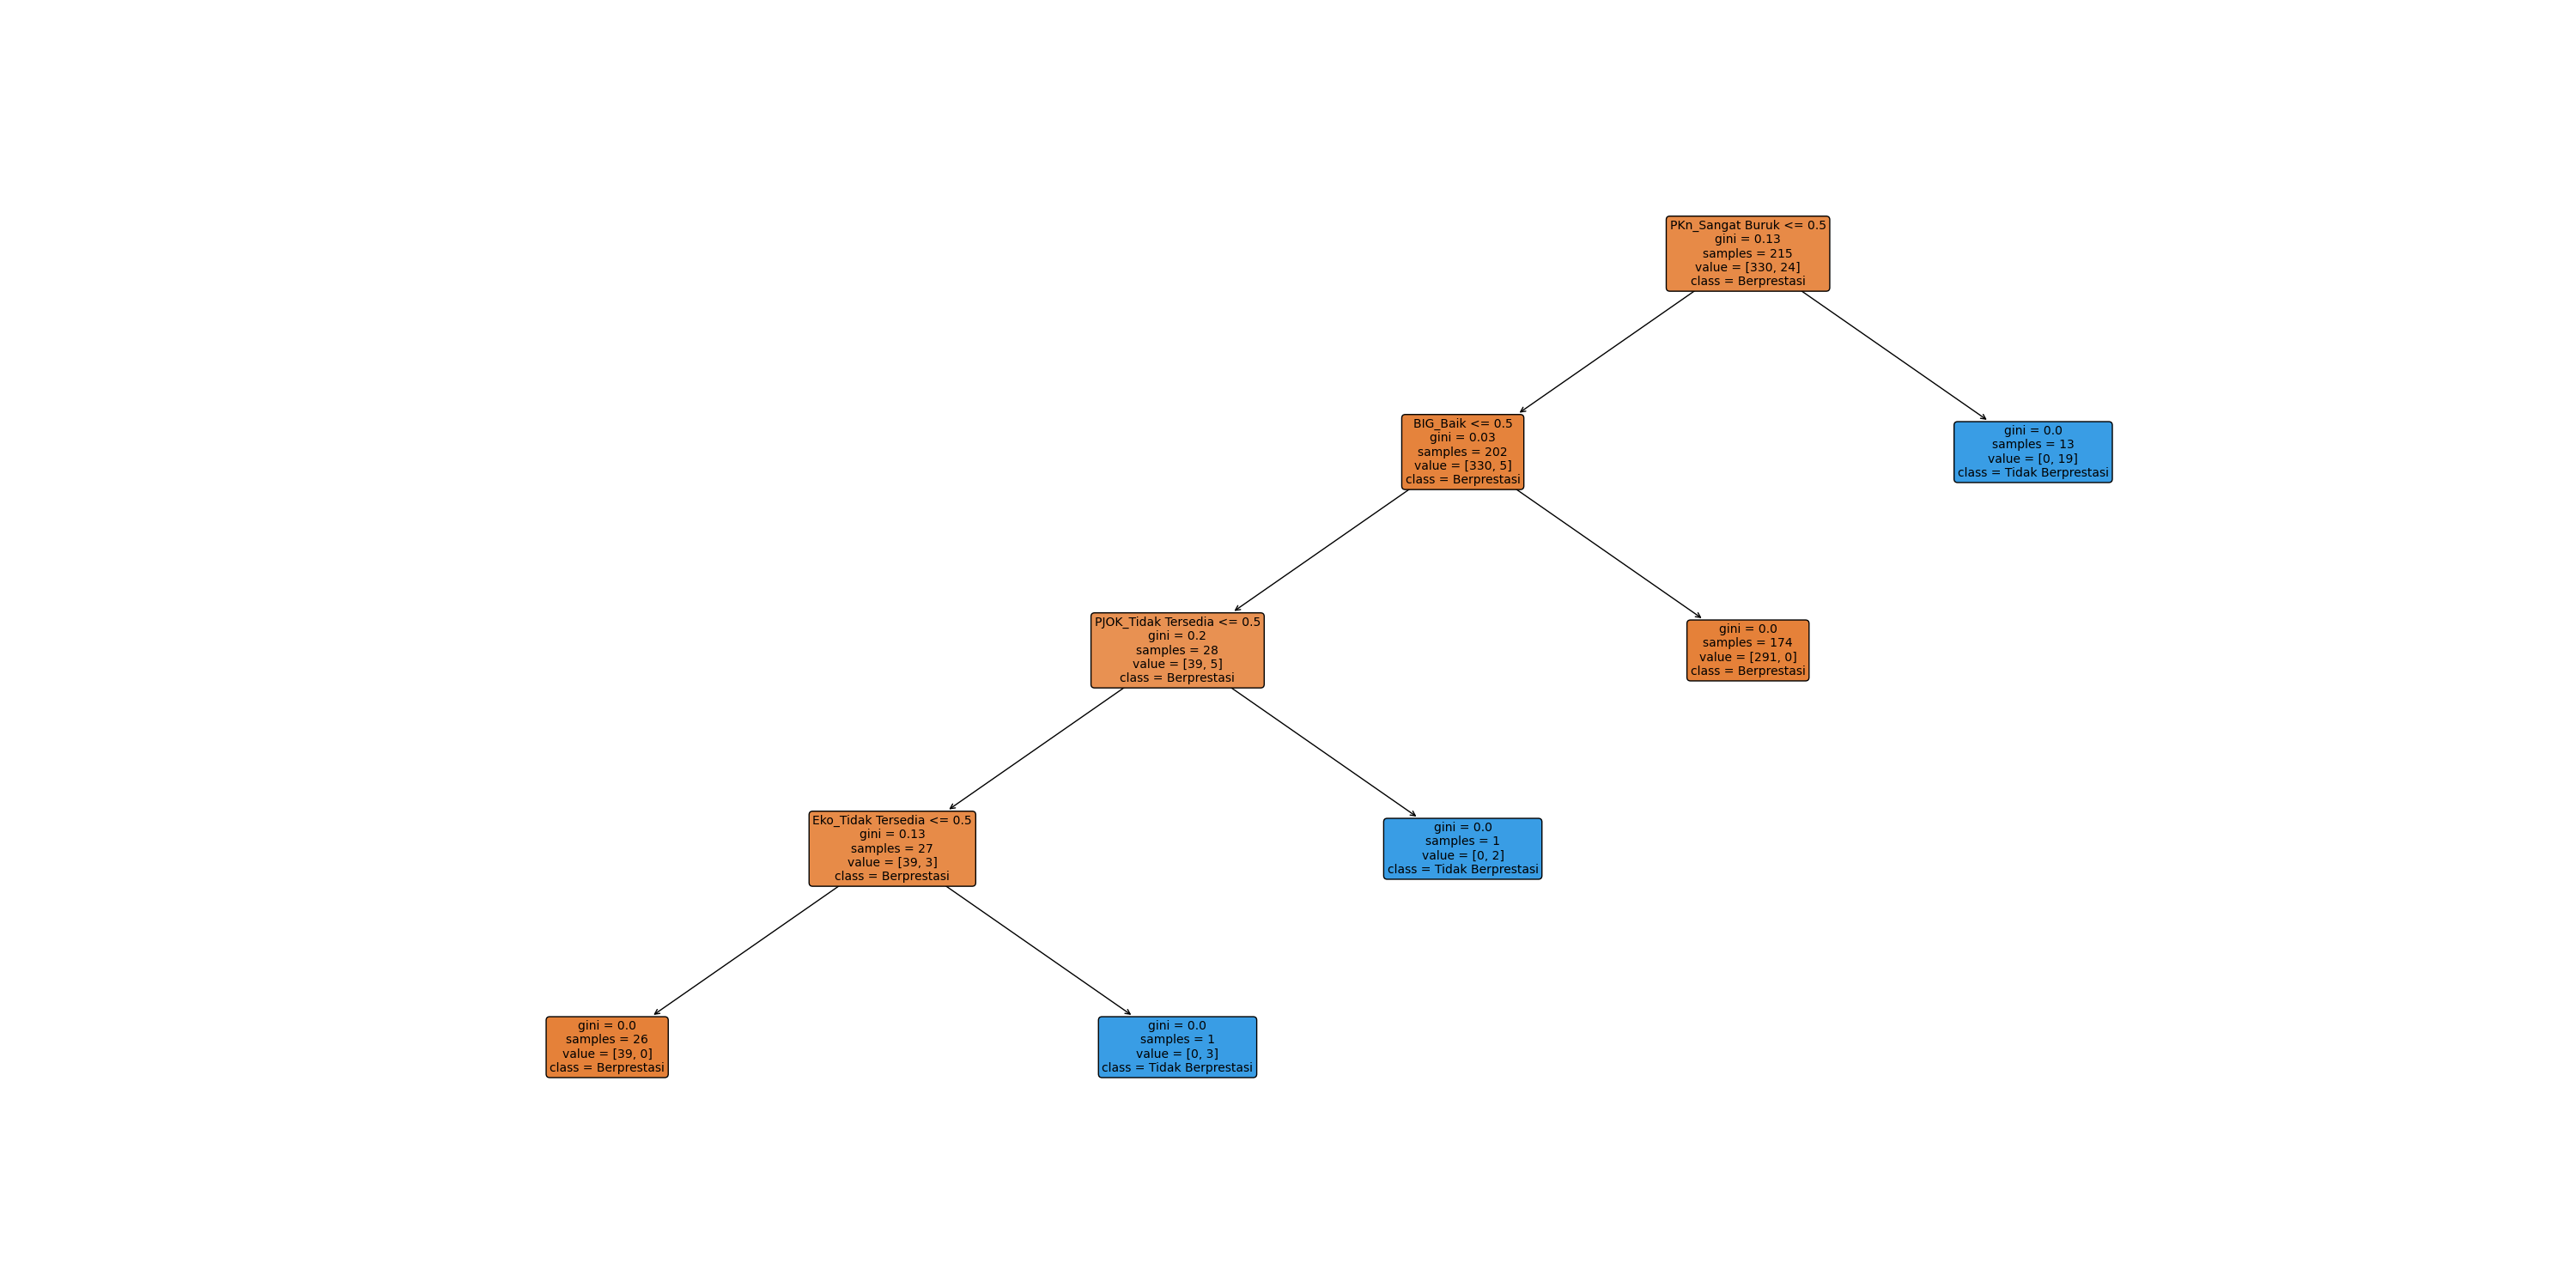 PKn_Sangat Buruk <= 0.5
gini = 0.13
samples = 215
value = [330, 24]
class = Berprestasi
BIG_Baik <= 0.5
gini = 0.03
samples = 202
value = [330, 5]
class = Berprestasi
gini = 0.0
samples = 13
value = [0, 19]
class = Tidak Berprestasi
PJOK_Tidak Tersedia <= 0.5
gini = 0.2
samples = 28
value = [39, 5]
class = Berprestasi
gini = 0.0
samples = 174
value = [291, 0]
class = Berprestasi
Eko_Tidak Tersedia <= 0.5
gini = 0.13
samples = 27
value = [39, 3]
class = Berprestasi
gini = 0.0
samples = 1
value = [0, 2]
class = Tidak Berprestasi
gini = 0.0
samples = 26
value = [39, 0]
class = Berprestasi
gini = 0.0
samples = 1
value = [0, 3]
class = Tidak Berprestasi